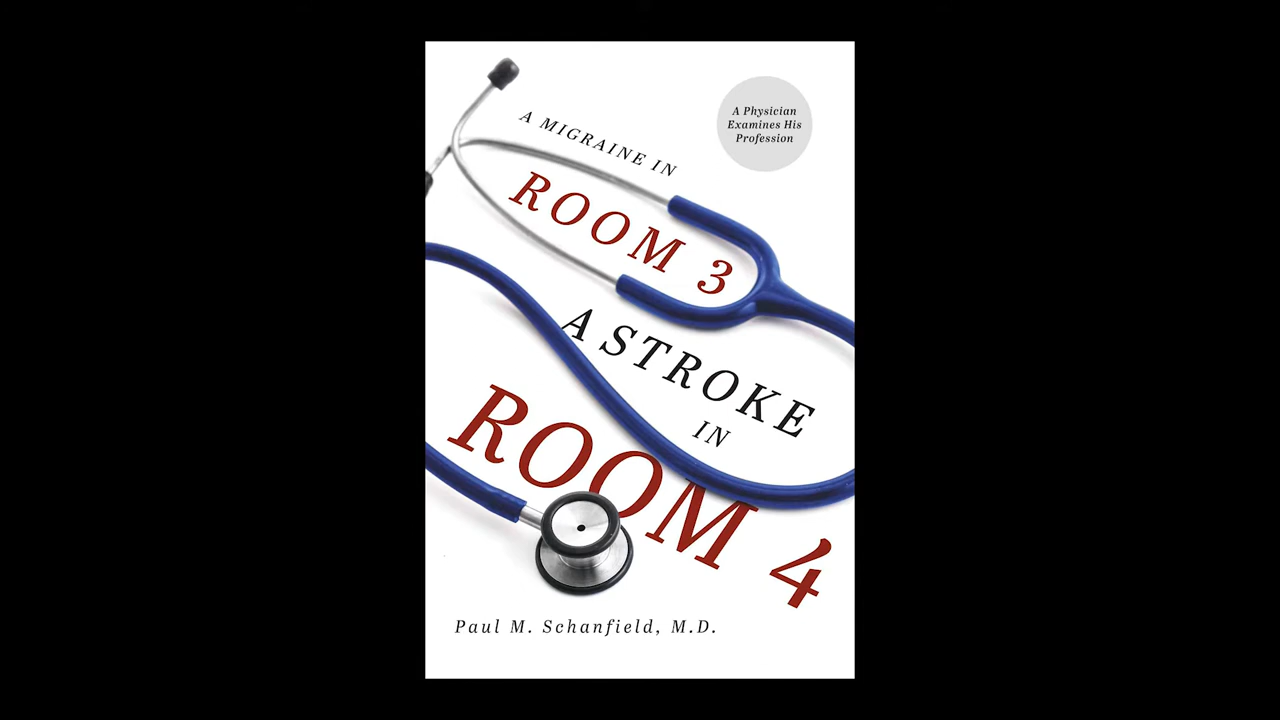 A Physician
Examines His
Profession
A MIGRAINE IN
ROOM 3
A STROKE
IN
ROOM 4
Paul M. Schanfield, M.D.